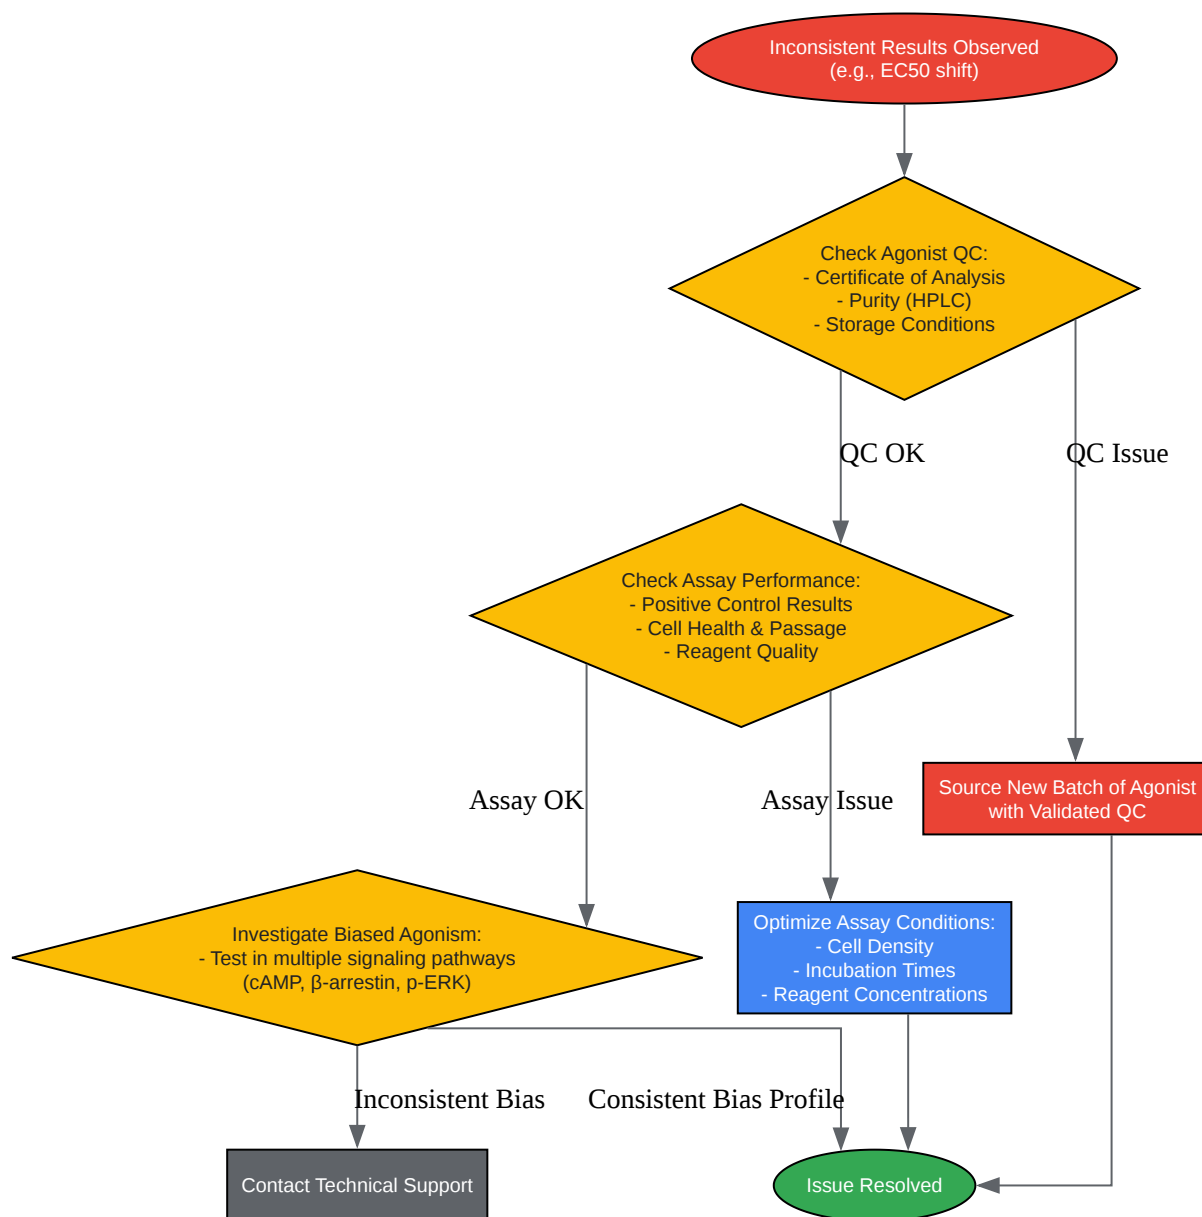 Inconsistent Results Observed
(e.g., EC50 shift)
Check Agonist QC:
- Certificate of Analysis
- Purity (HPLC)
- Storage Conditions
QC OK
QC Issue
Check Assay Performance:
- Positive Control Results
- Cell Health & Passage
- Reagent Quality
Assay OK
Assay Issue
Source New Batch of Agonist
with Validated QC
Investigate Biased Agonism:
- Test in multiple signaling pathways
(cAMP, β-arrestin, p-ERK)
Optimize Assay Conditions:
- Cell Density
- Incubation Times
- Reagent Concentrations
Inconsistent Bias
Consistent Bias Profile
Contact Technical Support
Issue Resolved